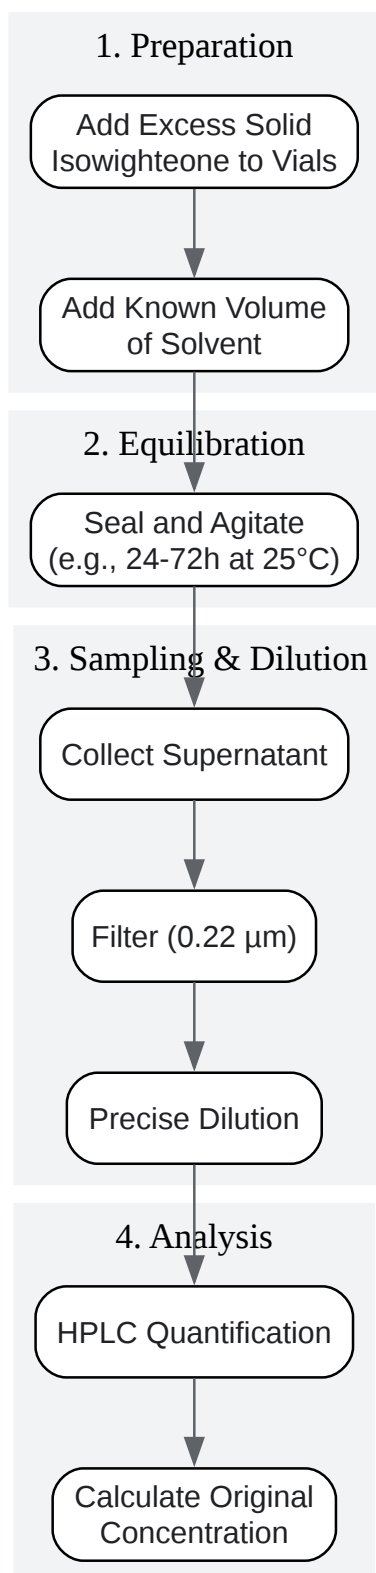 1. Preparation
Add Excess Solid
Isowighteone to Vials
Add Known Volume
of Solvent
2. Equilibration
Seal and Agitate
(e.g., 24-72h at 25°C)
3. Sampling & Dilution
Collect Supernatant
Filter (0.22 µm)
Precise Dilution
4. Analysis
HPLC Quantification
Calculate Original
Concentration